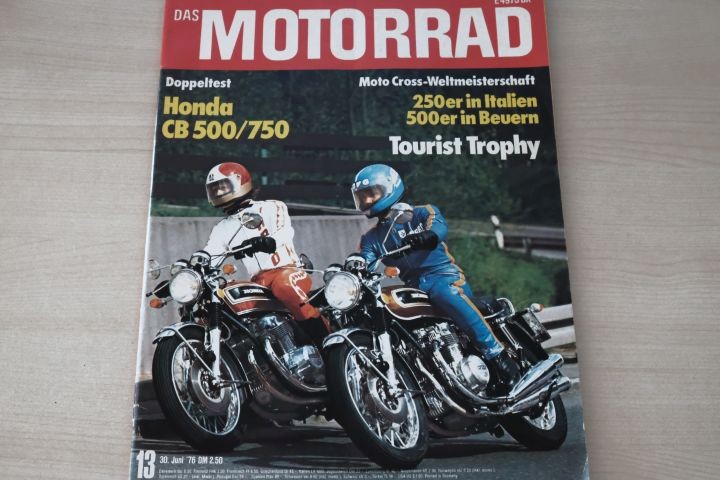 DAS MOTORRAD
Doppeltest
Honda
CB 500/750
Moto Cross-Weltmeisterschaft
250er in Italien
500er in Beuern
Tourist Trophy
HONDA
13 30. Juni '76 DM 2.50